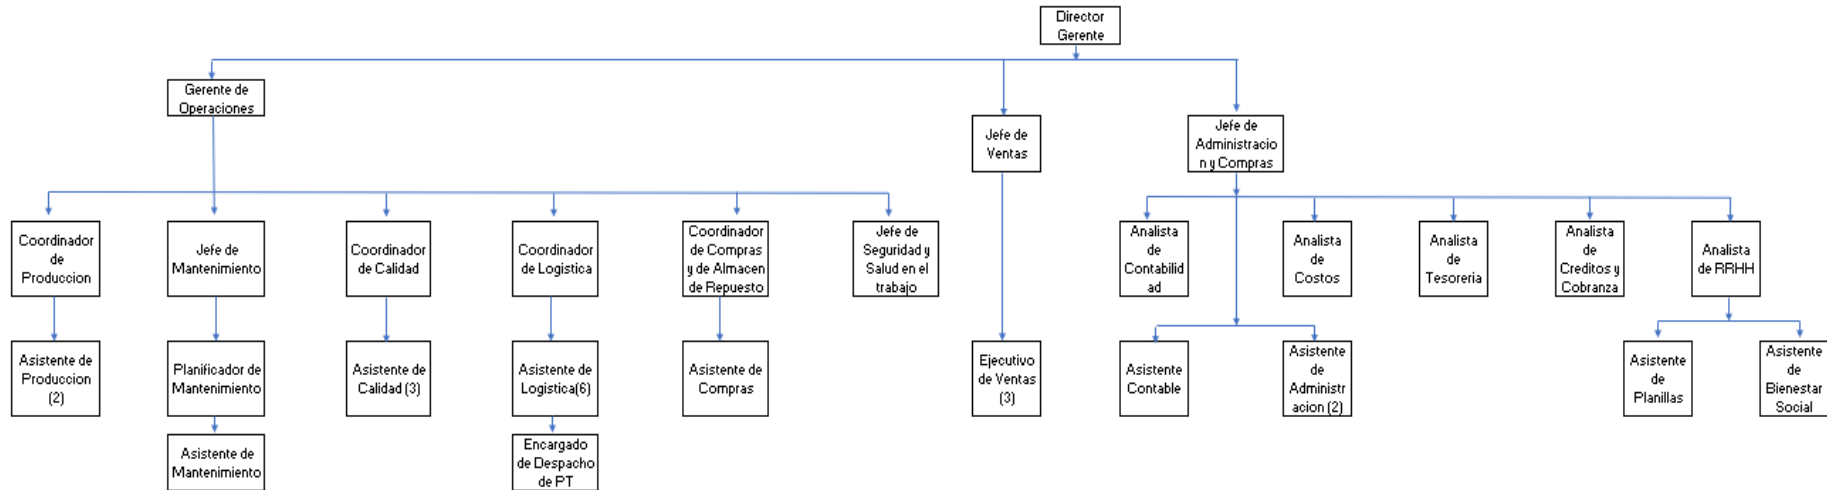 Director
Gerente
Gerente de
Operaciones
Jefe de
Ventas
Jefe de
Administracio
n y Compras
Coordinador
de
Produccion
Jefe de
Mantenimiento
Coordinador
de Calidad
Coordinador
de Logistica
Coordinador
de Compras
y de Almacen
de Repuesto
Jefe de
Seguridad y
Salud en el
trabajo
Analista
de
Contabilid
ad
Analista
de
Costos
Analista
de
Tesoreria
Analista
de
Creditos y
Cobranza
Analista
de RRHH
Asistente de
Produccion
(2)
Planificador de
Mantenimiento
Asistente de
Calidad (3)
Asistente de
Logistica(6)
Asistente de
Compras
Ejecutivo
de Ventas
(3)
Asistente
Contable
Asistente
de
Administr
acion (2)
Asistente
de
Planillas
Asistente
de
Bienestar
Social
Asistente de
Mantenimiento
Encargado
de Despacho
de PT